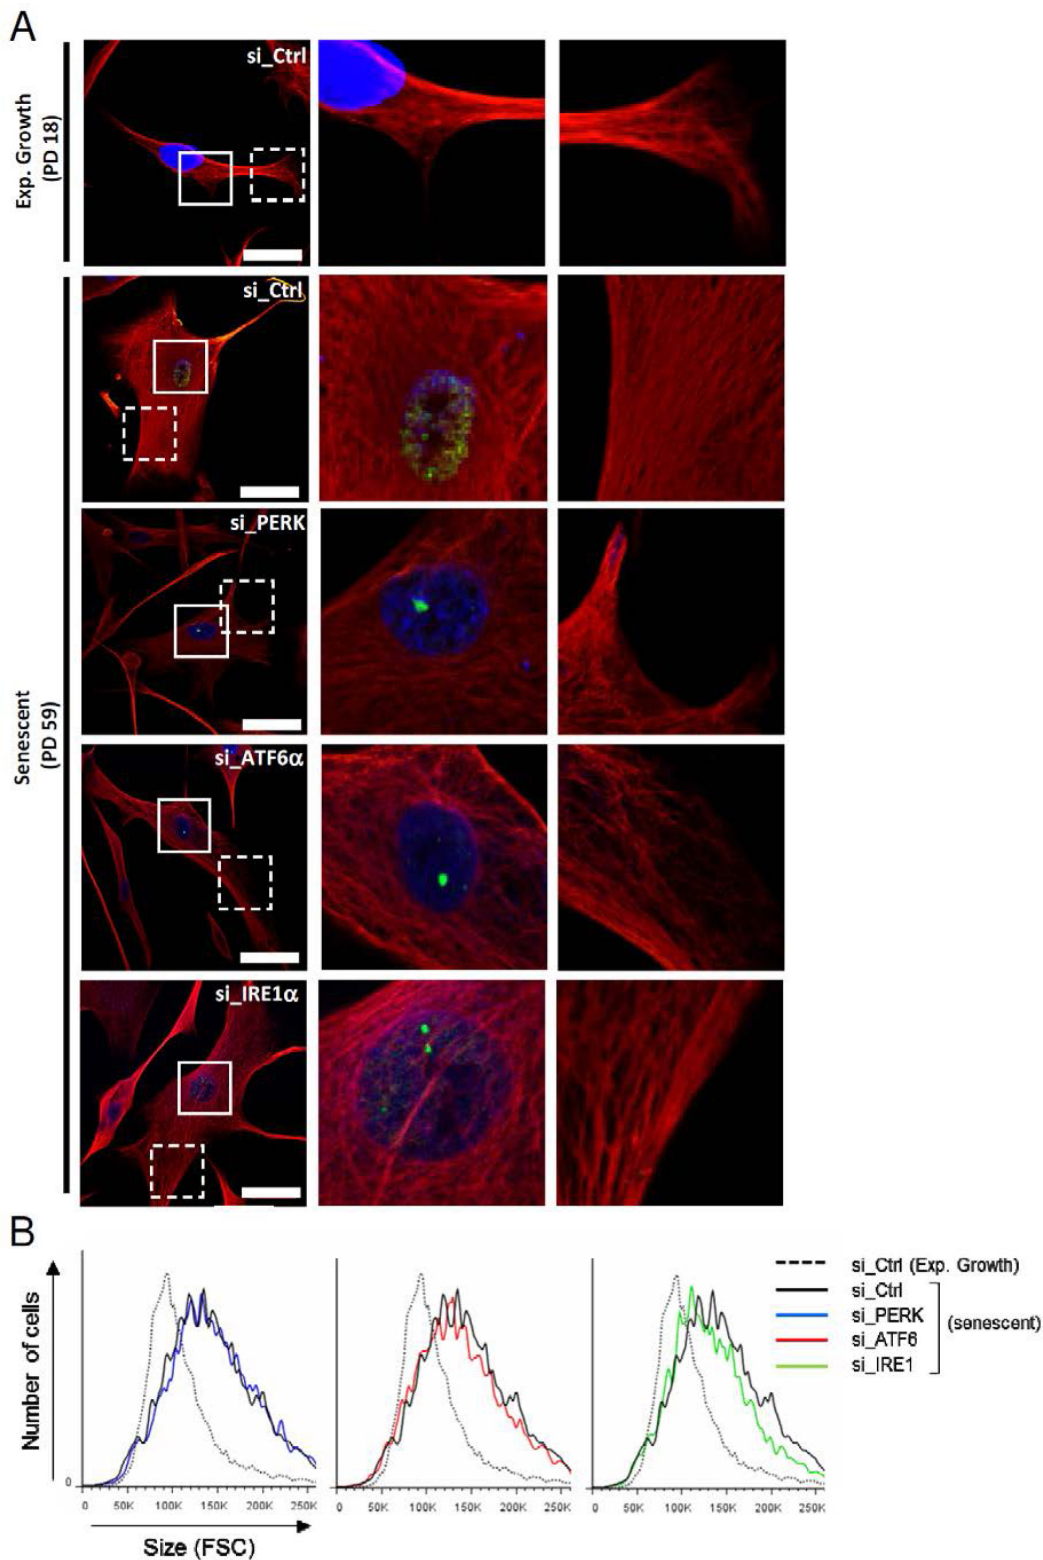 A
Exp. Growth
(PD 18)
si_Ctrl
Senescent
(PD 59)
si_Ctrl
si_PERK
si_ATF6α
si_IRE1α
B
Number of cells
0
0 50K 100K 150K 200K 250K
0 50K 100K 150K 200K 250K
0 50K 100K 150K 200K 250K
Size (FSC)
si_Ctrl (Exp. Growth)
si_Ctrl
si_PERK
si_ATF6
si_IRE1
(senescent)